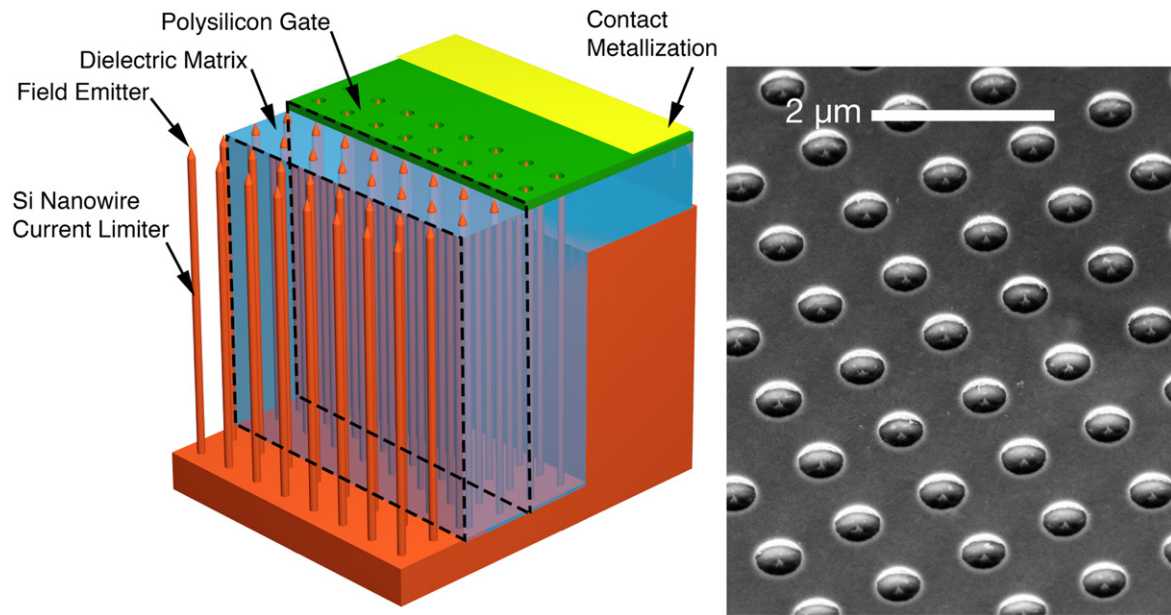 Polysilicon Gate
Dielectric Matrix
Field Emitter
Si Nanowire
Current Limiter
Contact
Metallization
2 µm